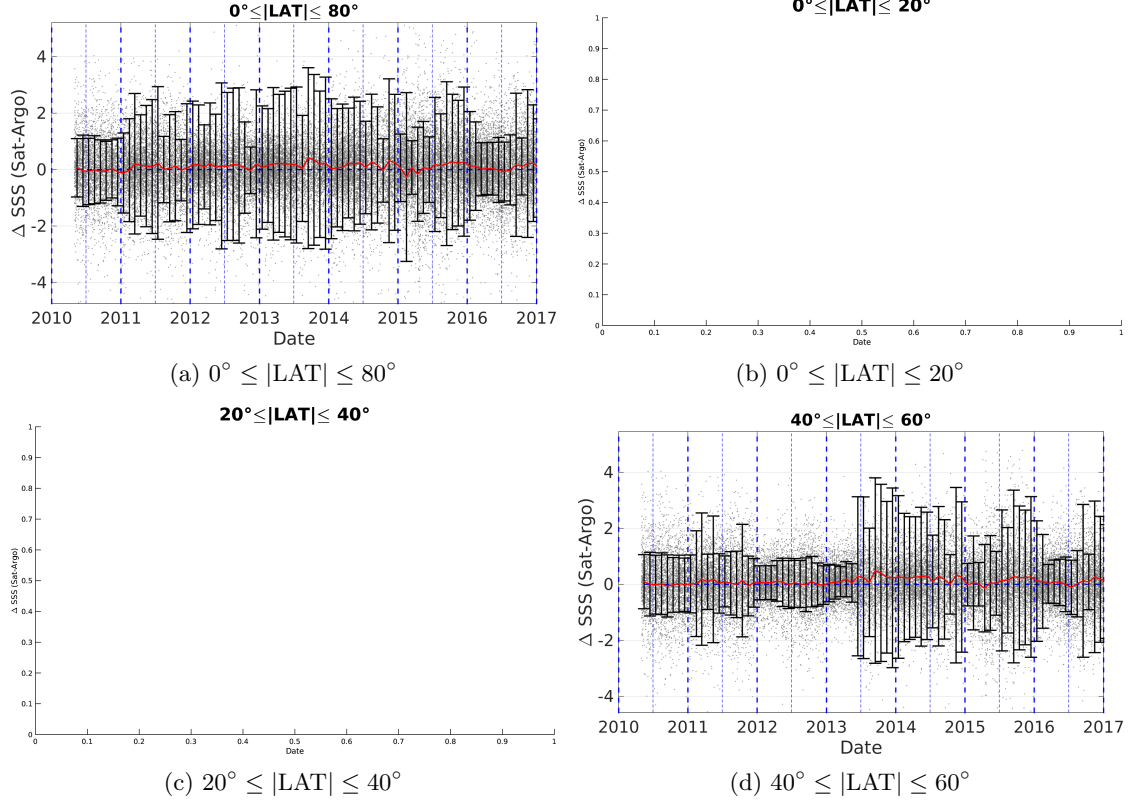 0°≤|LAT|≤ 80°
Δ SSS (Sat-Argo)
4
2
0
-2
-4
2010 2011 2012 2013 2014 2015 2016 2017
Date
(a) 0° ≤ |LAT| ≤ 80°
0°≤|LAT|≤ 20°
Δ SSS (Sat-Argo)
1
0.9
0.8
0.7
0.6
0.5
0.4
0.3
0.2
0.1
0
0 0.1 0.2 0.3 0.4 0.5 0.6 0.7 0.8 0.9 1
Date
(b) 0° ≤ |LAT| ≤ 20°
20°≤|LAT|≤ 40°
Δ SSS (Sat-Argo)
1
0.9
0.8
0.7
0.6
0.5
0.4
0.3
0.2
0.1
0
0 0.1 0.2 0.3 0.4 0.5 0.6 0.7 0.8 0.9 1
Date
(c) 20° ≤ |LAT| ≤ 40°
40°≤|LAT|≤ 60°
Δ SSS (Sat-Argo)
4
2
0
-2
-4
2010 2011 2012 2013 2014 2015 2016 2017
Date
(d) 40° ≤ |LAT| ≤ 60°